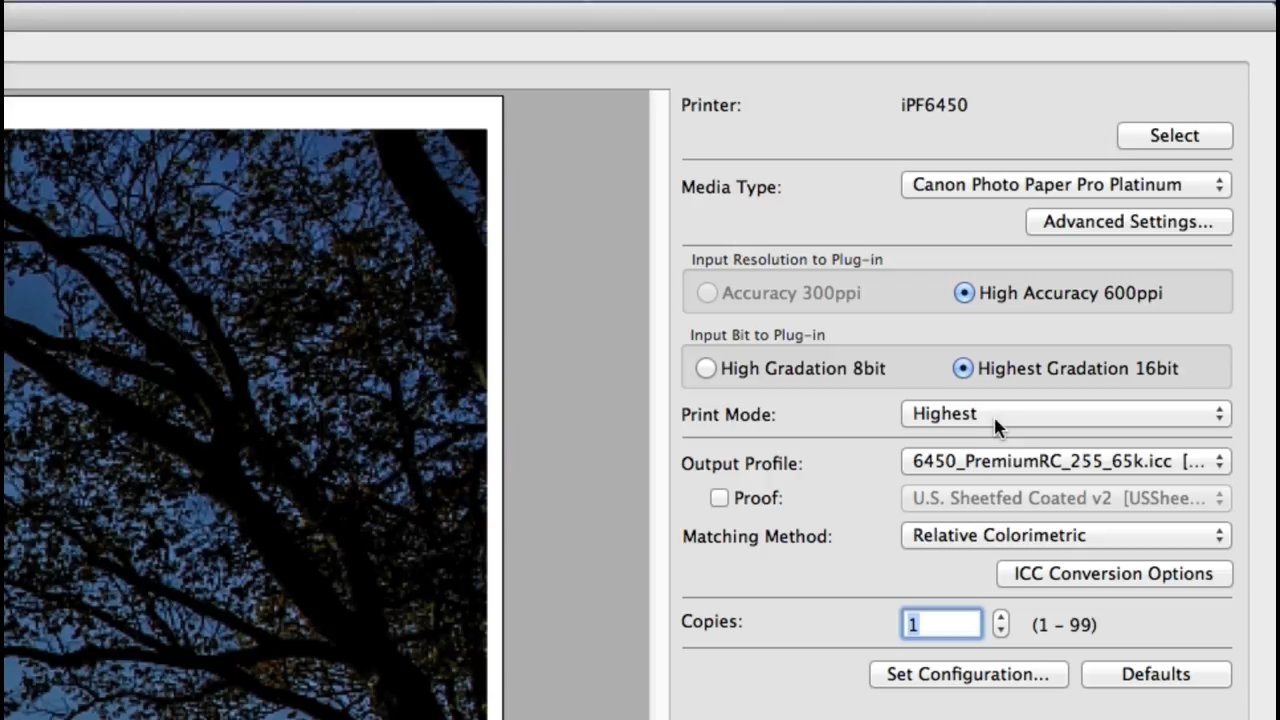 Printer: iPF6450
Select
Media Type: Canon Photo Paper Pro Platinum
Advanced Settings...
Input Resolution to Plug-in
Accuracy 300ppi High Accuracy 600ppi
Input Bit to Plug-in
High Gradation 8bit Highest Gradation 16bit
Print Mode: Highest
Output Profile: 6450_PremiumRC_255_65k.icc [...
Proof: U.S. Sheetfed Coated v2 [USShee...
Matching Method: Relative Colorimetric
ICC Conversion Options
Copies: 1 (1 - 99)
Set Configuration... Defaults